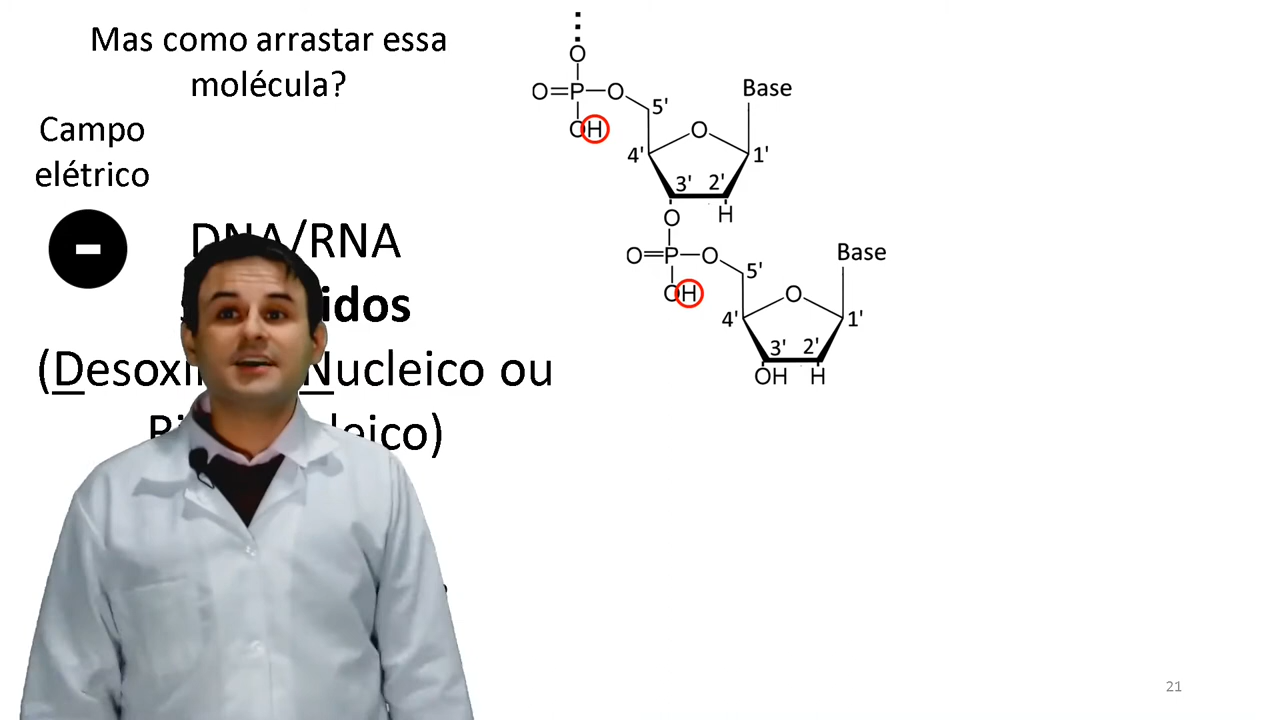 Mas como arrastar essa
molécula?
Campo
elétrico
-
DNA/RNA
(Desoxi Nucleico ou
O
O=P-O
OH
5'
Base
O
4'
1'
3'
2'
H
O
O=P-O
OH
5'
Base
O
4'
1'
3'
2'
OH
H
21